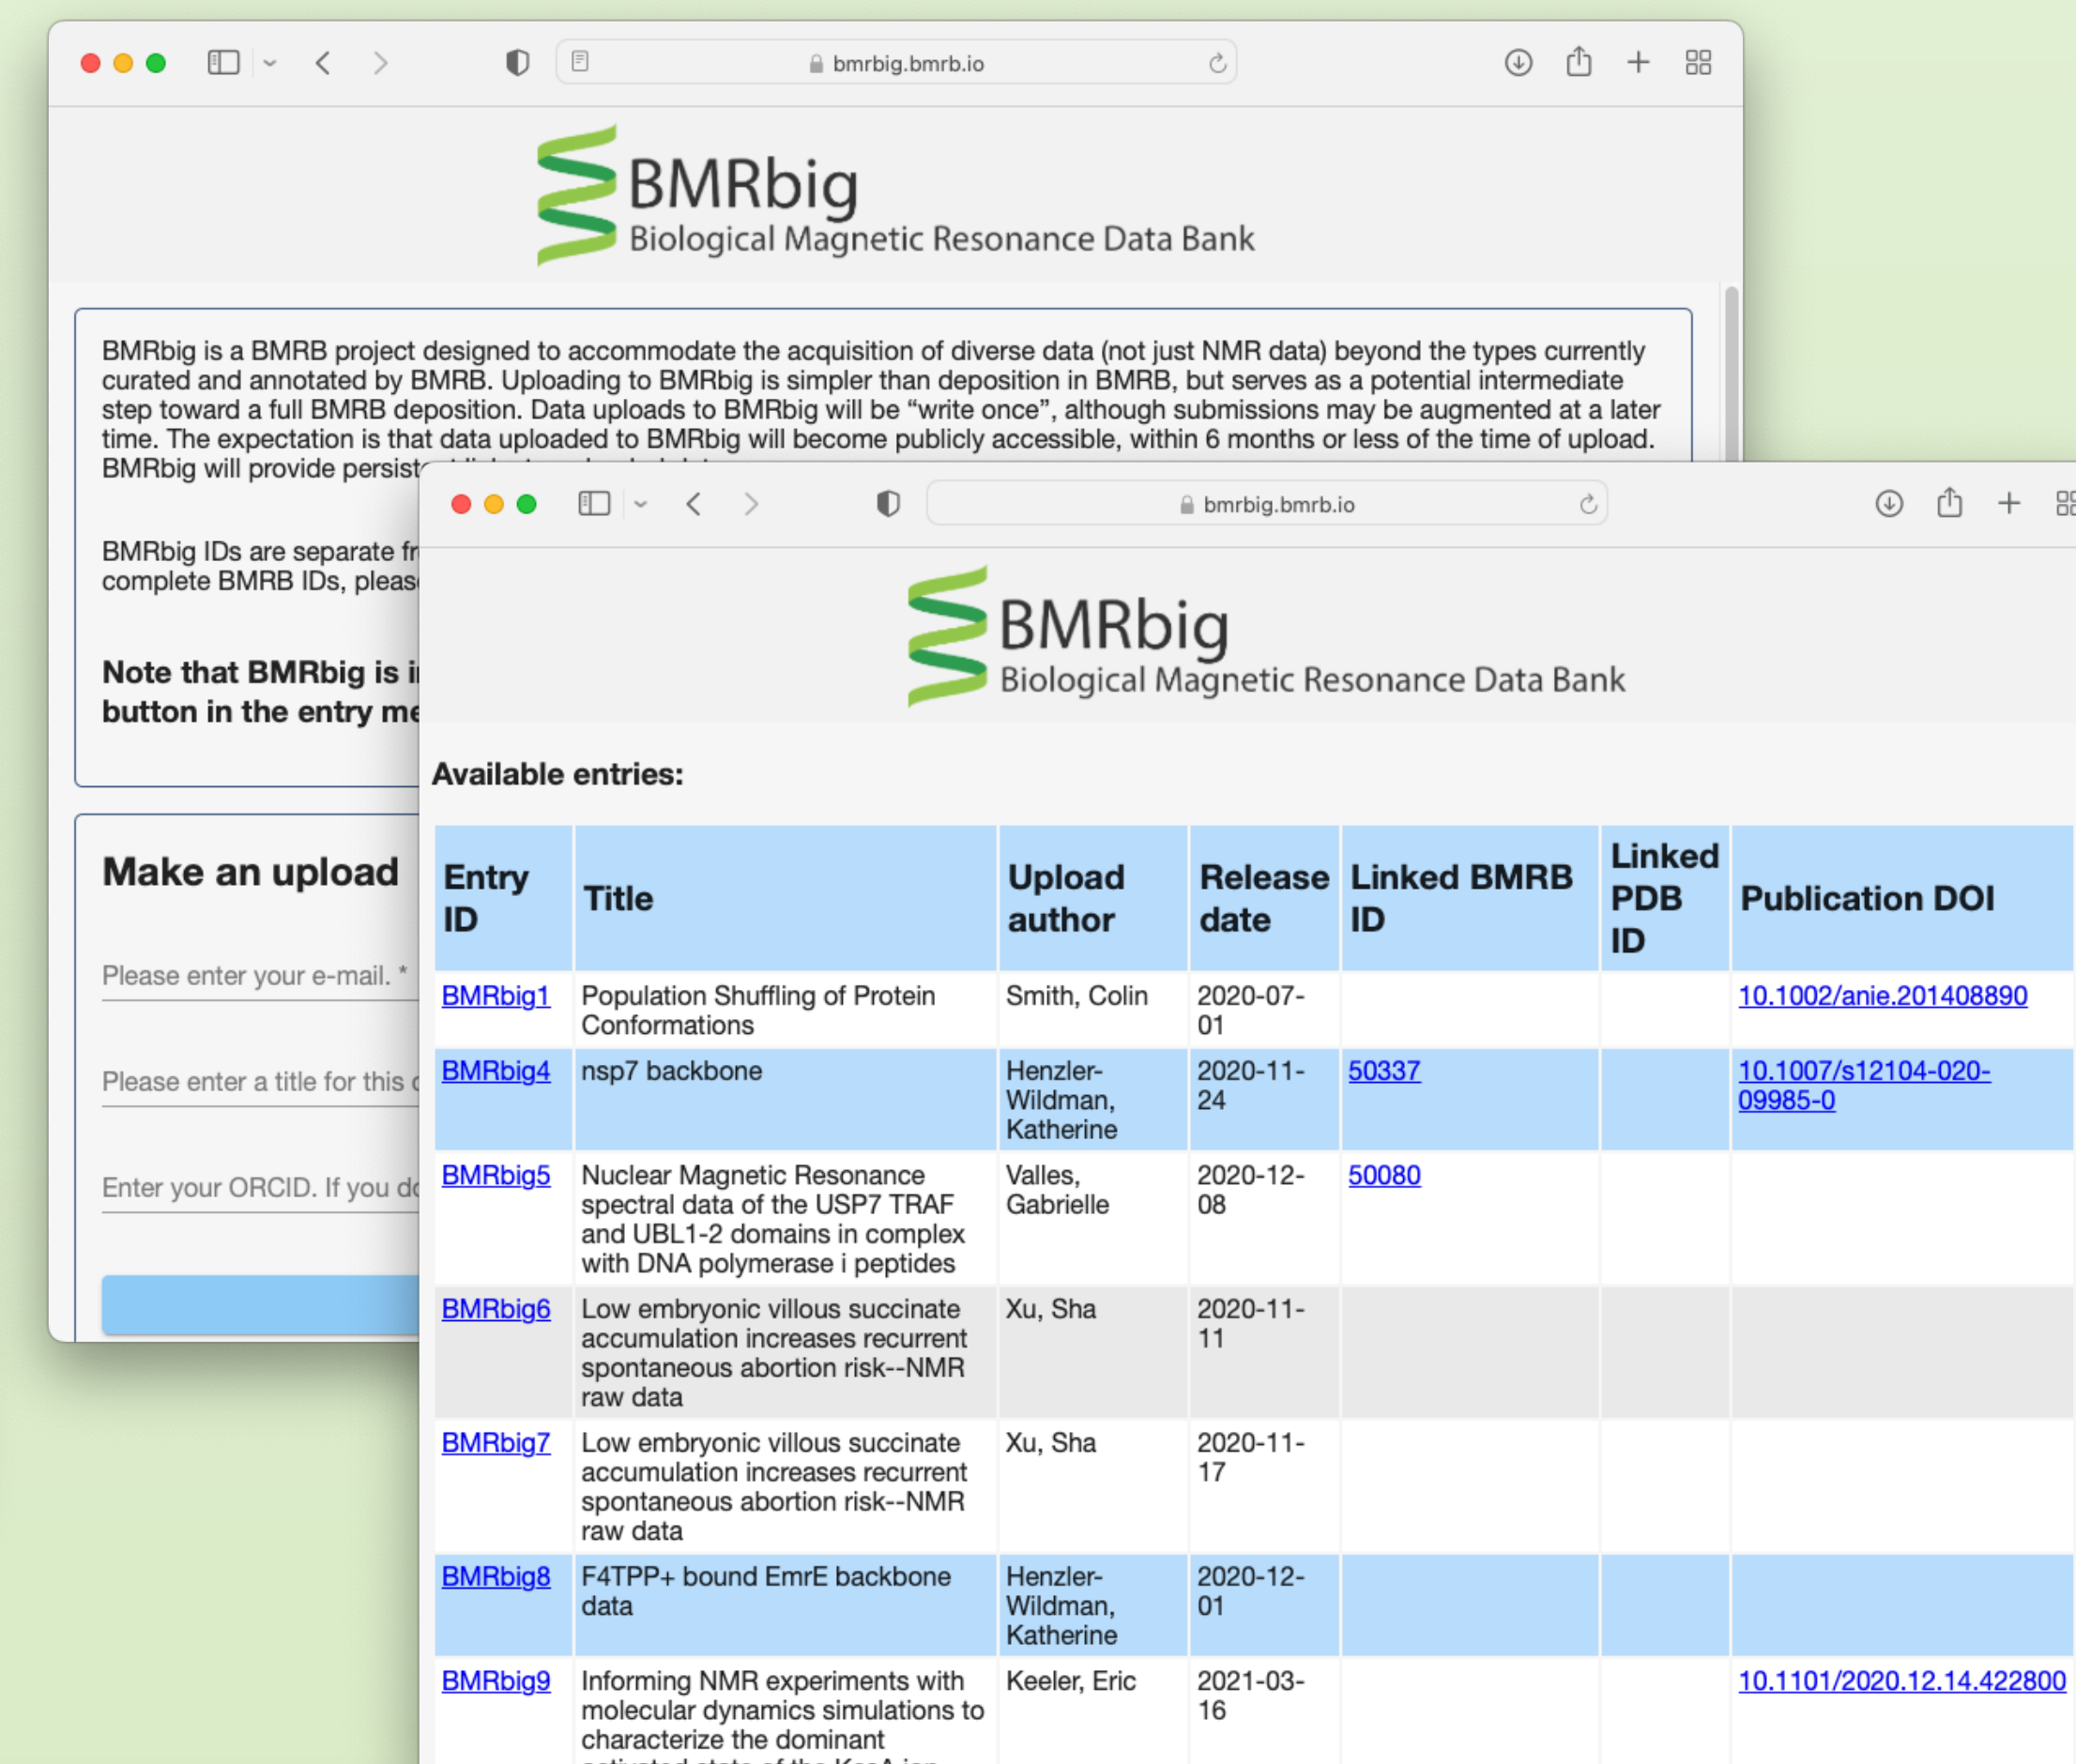 bmrbig.bmrb.io
BMRbig
Biological Magnetic Resonance Data Bank
BMRbig is a BMRB project designed to accommodate the acquisition of diverse data (not just NMR data) beyond the types currently
curated and annotated by BMRB. Uploading to BMRbig is simpler than deposition in BMRB, but serves as a potential intermediate
step toward a full BMRB deposition. Data uploads to BMRbig will be “write once”, although submissions may be augmented at a later
time. The expectation is that data uploaded to BMRbig will become publicly accessible, within 6 months or less of the time of upload.
BMRbig will provide
BMRbig IDs are separate
complete BMRB IDs,
Note that BMRbig is
button in the entry
Make an upload
Please enter your e-mail. *
Please enter a title for this
Enter your ORCID. If you
bmrbig.bmrb.io
BMRbig
Biological Magnetic Resonance Data Bank
Available entries:
Entry
ID
Title
Upload
author
Release
date
Linked BMRB
ID
Linked
PDB
ID
Publication DOI
BMRbig1
Population Shuffling of Protein
Conformations
Smith, Colin
2020-07-
01
10.1002/anie.201408890
BMRbig4
nsp7 backbone
Henzler-
Wildman,
Katherine
2020-11-
24
50337
10.1007/s12104-020-
09985-0
BMRbig5
Nuclear Magnetic Resonance
spectral data of the USP7 TRAF
and UBL1-2 domains in complex
with DNA polymerase i peptides
Valles,
Gabrielle
2020-12-
08
50080
BMRbig6
Low embryonic villous succinate
accumulation increases recurrent
spontaneous abortion risk--NMR
raw data
Xu, Sha
2020-11-
11
BMRbig7
Low embryonic villous succinate
accumulation increases recurrent
spontaneous abortion risk--NMR
raw data
Xu, Sha
2020-11-
17
BMRbig8
F4TPP+ bound EmrE backbone
data
Henzler-
Wildman,
Katherine
2020-12-
01
BMRbig9
Informing NMR experiments with
molecular dynamics simulations to
characterize the dominant
Keeler, Eric
2021-03-
16
10.1101/2020.12.14.422800